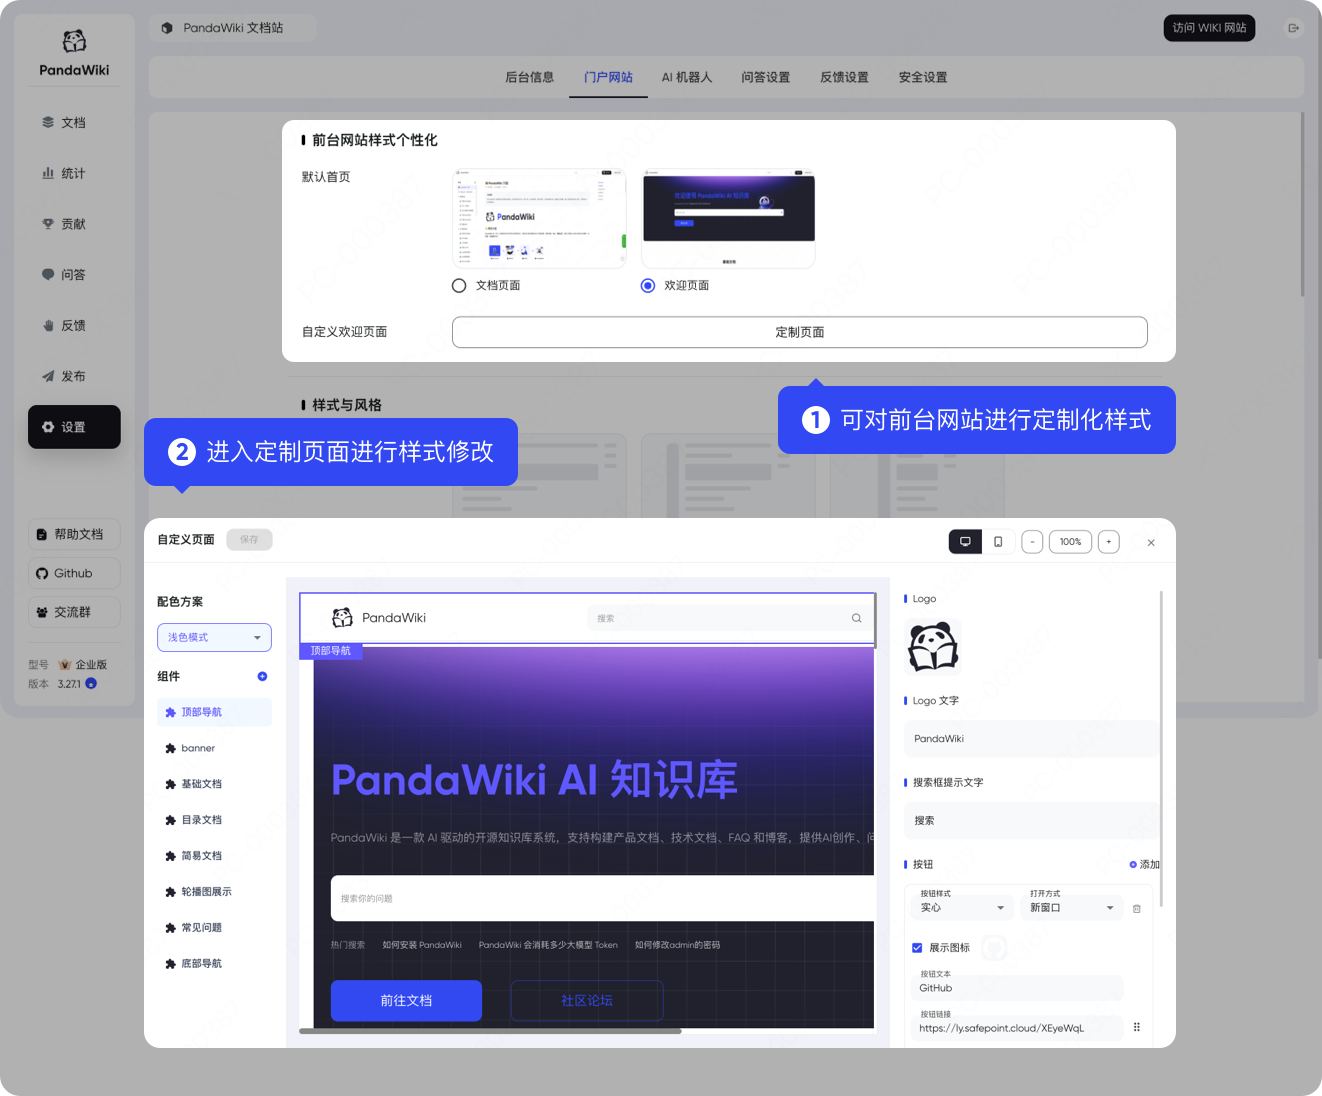 PandaWiki
PandaWiki 文档站
访问 WIKI 网站
后台信息
门户网站
AI 机器人
问答设置
反馈设置
安全设置
文档
统计
贡献
问答
反馈
发布
设置
帮助文档
Github
交流群
型号 企业版
版本 3.27.1
前台网站样式个性化
默认首页
PandaWiki
欢迎使用 PandaWiki AI 知识库
文档页面
欢迎页面
自定义欢迎页面
定制页面
样式与风格
1 可对前台网站进行定制化样式
2 进入定制页面进行样式修改
自定义页面
保存
-
100%
+
配色方案
浅色模式
组件
顶部导航
banner
基础文档
目录文档
简易文档
轮播图展示
常见问题
底部导航
PandaWiki
搜索
顶部导航
PandaWiki AI 知识库
PandaWiki 是一款 AI 驱动的开源知识库系统，支持构建产品文档、技术文档、FAQ 和博客，提供AI创作、
搜索你的问题
热门搜索 如何安装 PandaWiki PandaWiki 会消耗多少大模型 Token 如何修改admin的密码
前往文档
社区论坛
Logo
Logo 文字
PandaWiki
搜索框提示文字
搜索
按钮
添加
按钮样式
实心
打开方式
新窗口
展示图标
按钮文本
GitHub
按钮链接
https://ly.safepoint.cloud/XEyeWqL